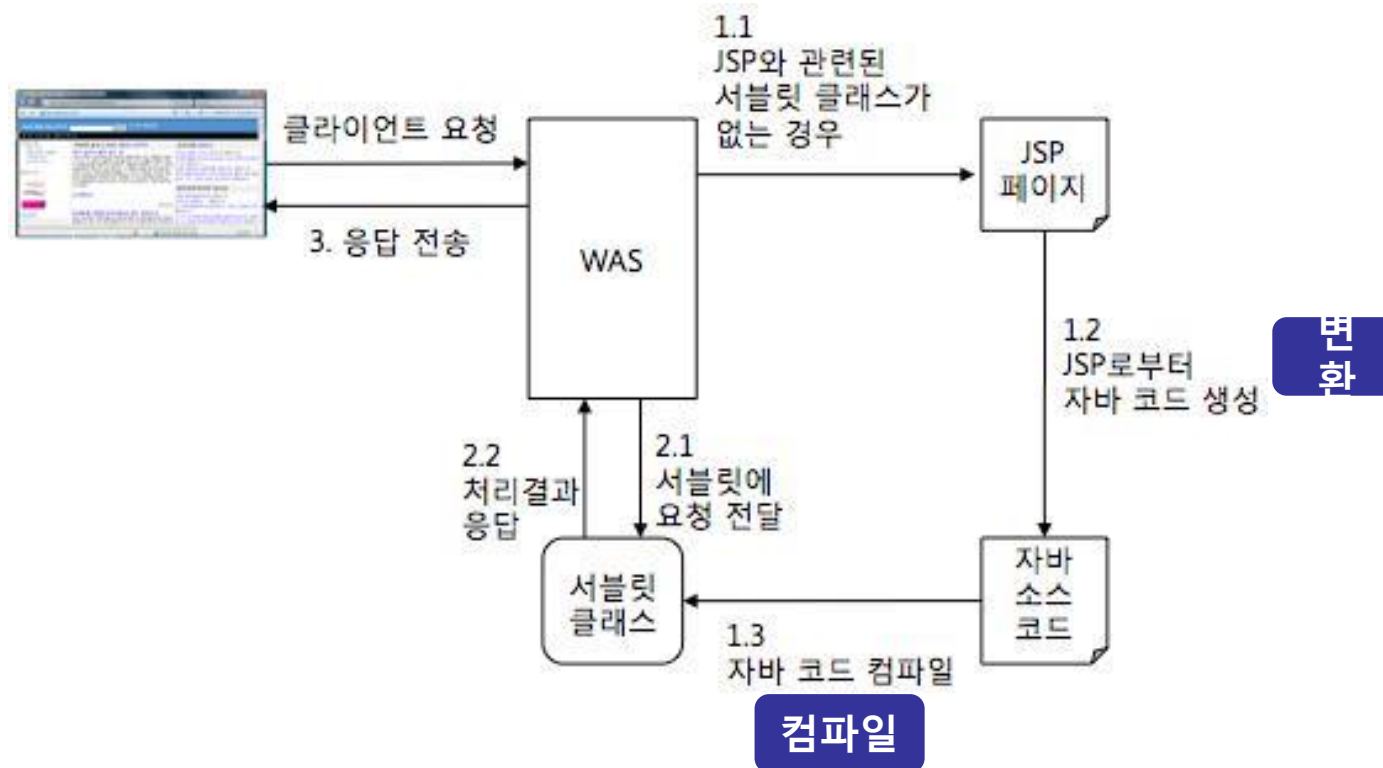 1.1
JSP와 관련된
서블릿 클래스가
없는 경우
클라이언트 요청
JSP
페이지
3. 응답 전송
WAS
1.2
JSP로부터
자바 코드 생성
변
환
2.2
처리결과
응답
2.1
서블릿에
요청 전달
서블릿
클래스
자바
소스
코드
1.3
자바 코드 컴파일
컴파일